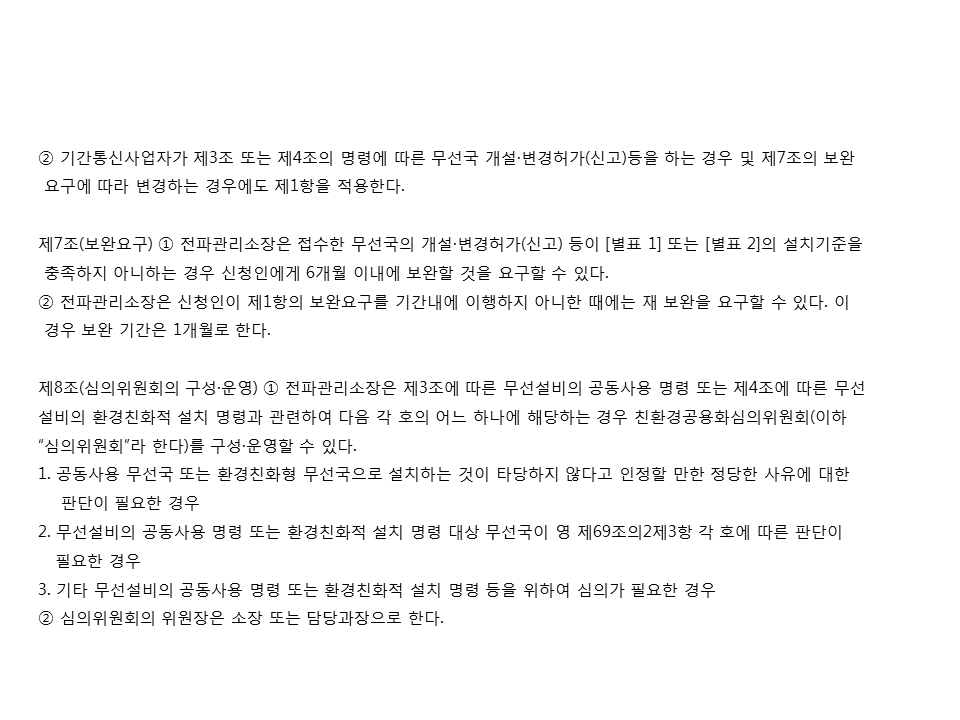 ② 기간통신사업자가 제3조 또는 제4조의 명령에 따른 무선국 개설·변경허가(신고)등을 하는 경우 및 제7조의 보완
요구에 따라 변경하는 경우에도 제1항을 적용한다.
제7조(보완요구) ① 전파관리소장은 접수한 무선국의 개설·변경허가(신고) 등이 [별표 1] 또는 [별표 2]의 설치기준을
충족하지 아니하는 경우 신청인에게 6개월 이내에 보완할 것을 요구할 수 있다.
② 전파관리소장은 신청인이 제1항의 보완요구를 기간내에 이행하지 아니한 때에는 재 보완을 요구할 수 있다. 이
경우 보완 기간은 1개월로 한다.
제8조(심의위원회의 구성·운영) ① 전파관리소장은 제3조에 따른 무선설비의 공동사용 명령 또는 제4조에 따른 무선
설비의 환경친화적 설치 명령과 관련하여 다음 각 호의 어느 하나에 해당하는 경우 친환경공용화심의위원회(이하
“심의위원회”라 한다)를 구성·운영할 수 있다.
1. 공동사용 무선국 또는 환경친화형 무선국으로 설치하는 것이 타당하지 않다고 인정할 만한 정당한 사유에 대한
판단이 필요한 경우
2. 무선설비의 공동사용 명령 또는 환경친화적 설치 명령 대상 무선국이 영 제69조의2제3항 각 호에 따른 판단이
필요한 경우
3. 기타 무선설비의 공동사용 명령 또는 환경친화적 설치 명령 등을 위하여 심의가 필요한 경우
② 심의위원회의 위원장은 소장 또는 담당과장으로 한다.